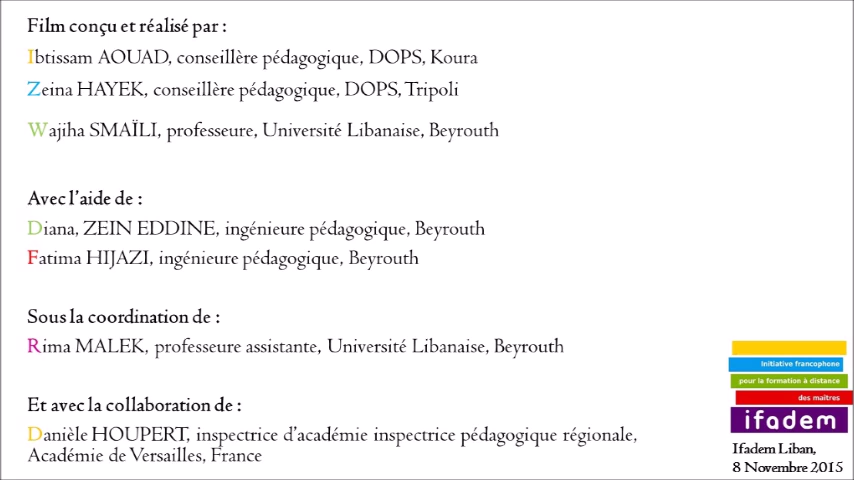 Film conçu et réalisé par :
Ibtissam AOUAD, conseillère pédagogique, DOPS, Koura
Zeina HAYEK, conseillère pédagogique, DOPS, Tripoli
Wajiha SMAÏLI, professeure, Université Libanaise, Beyrouth
Avec l'aide de :
Diana, ZEIN EDDINE, ingénieure pédagogique, Beyrouth
Fatima HIJAZI, ingénieure pédagogique, Beyrouth
Sous la coordination de :
Rima MALEK, professeure assistante, Université Libanaise, Beyrouth
Et avec la collaboration de :
Danièle HOUPERT, inspectrice d'académie inspectrice pédagogique régionale,
Académie de Versailles, France
Initiative francophone
pour la formation à distance
des maîtres
ifadem
Ifadem Liban,
8 Novembre 2015